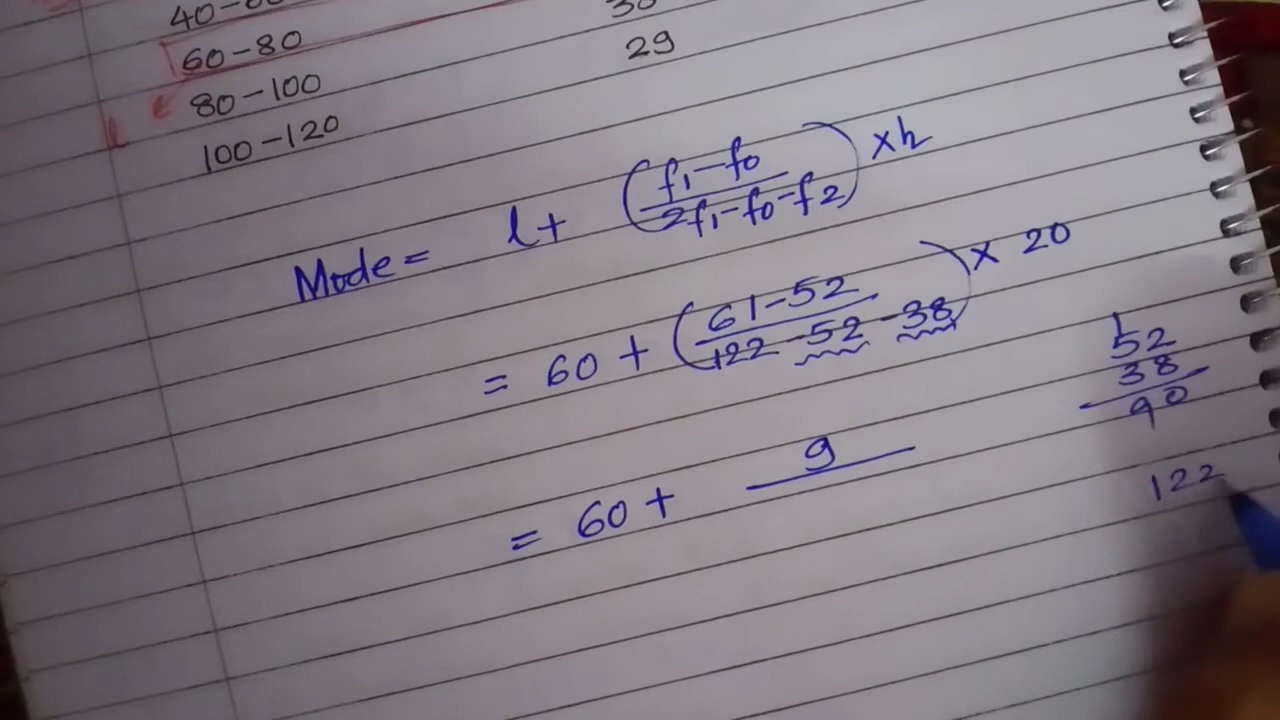 60-80 29
80-100
100-120
Mode = l + (f₁-f₀ / 2f₁-f₀-f₂) × h
= 60 + (61-52 / 122-52-38) × 20
1
52
38
90
= 60 + 9
122